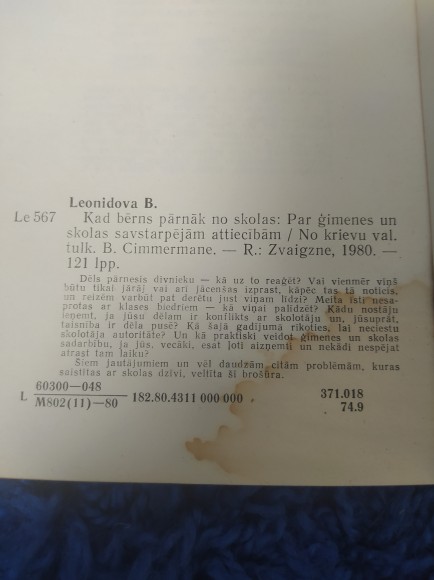 Leonidova B.
Le 567 Kad bērns pārnāk no skolas: Par ģimenes un
skolas savstarpējām attiecībām / No krievu val.
tulk. B. Cimmermane. — R.: Zvaigzne, 1980. —
121 lpp.
Dēls pārnesis divnieku — kā uz to reaģēt? Vai vienmēr viņš
būtu tikai jārāj vai arī jācenšas izprast, kāpēc tas tā noticis,
un reizēm varbūt pat derētu just viņam līdzi? Meita īsti nesa-
protas ar klases biedriem — kā viņai palīdzēt? Kādu nostāju
ieņemt, ja jūsu dēlam ir konflikts ar skolotāju un, jūsuprāt,
taisnība ir dēla pusē? Kā šajā gadījumā rīkoties, lai neciestu
skolotāja autoritāte? Un kā praktiski veidot ģimenes un skolas
sadarbību, ja jūs, vecāki, esat ļoti aizņemti un nekādi nespējat
atrast tam laiku?
Šiem jautājumiem un vēl daudzām citām problēmām, kuras
saistītas ar skolas dzīvi, veltīta šī brošūra.
60300—048
L M802(11)—80 182.80.4311 000 000 371.018
74.9